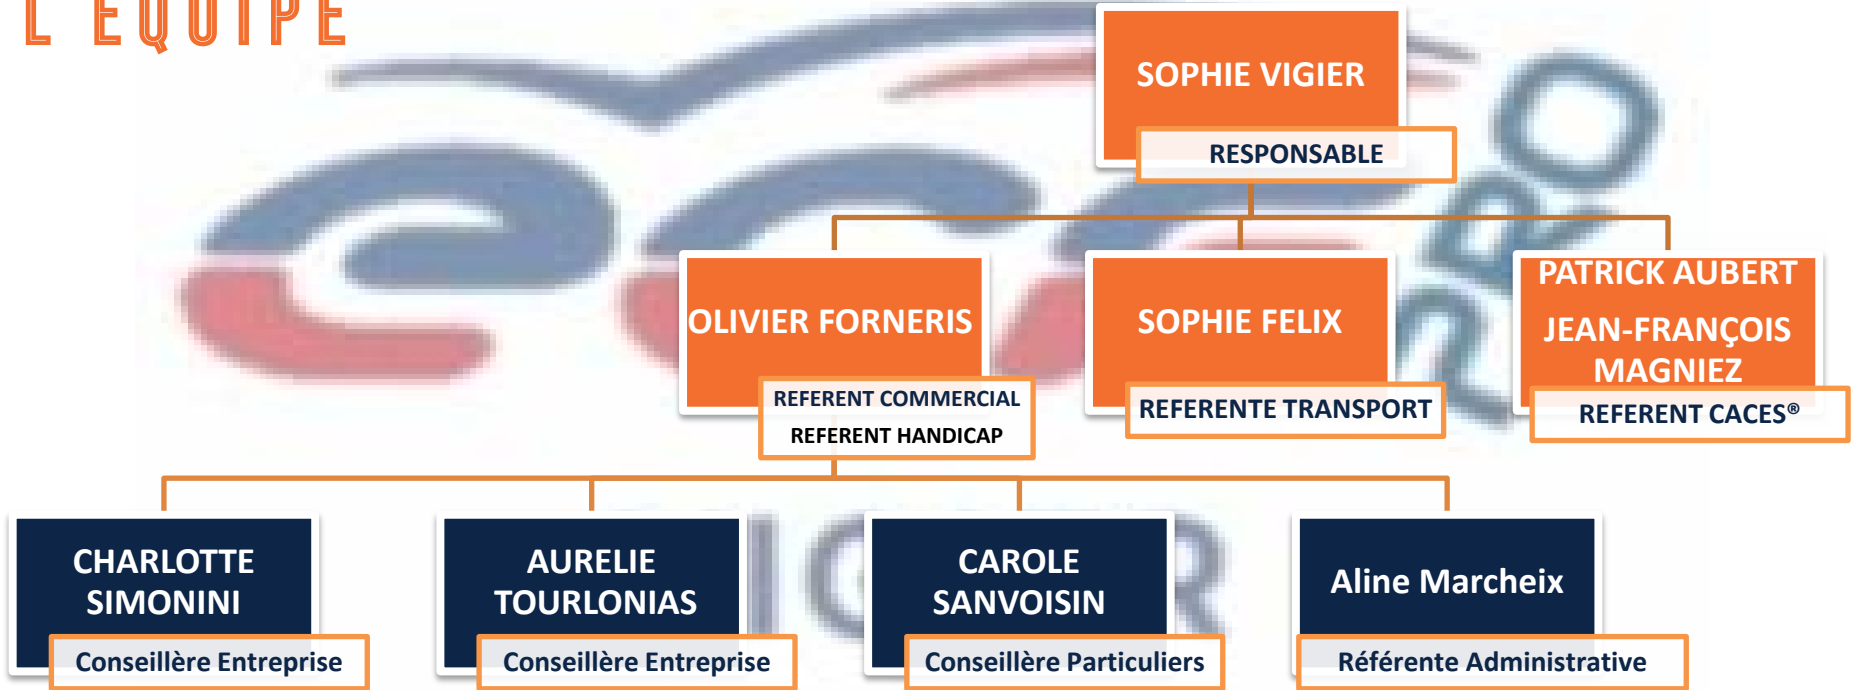 L'EQUIPE
SOPHIE VIGIER
RESPONSABLE
OLIVIER FORNERIS
REFERENT COMMERCIAL
REFERENT HANDICAP
SOPHIE FELIX
REFERENTE TRANSPORT
PATRICK AUBERT
JEAN-FRANÇOIS
MAGNIEZ
REFERENT CACES®
CHARLOTTE
SIMONINI
Conseillère Entreprise
AURELIE
TOURLONIAS
Conseillère Entreprise
CAROLE
SANVOISIN
Conseillère Particuliers
Aline Marcheix
Référente Administrative
PRO